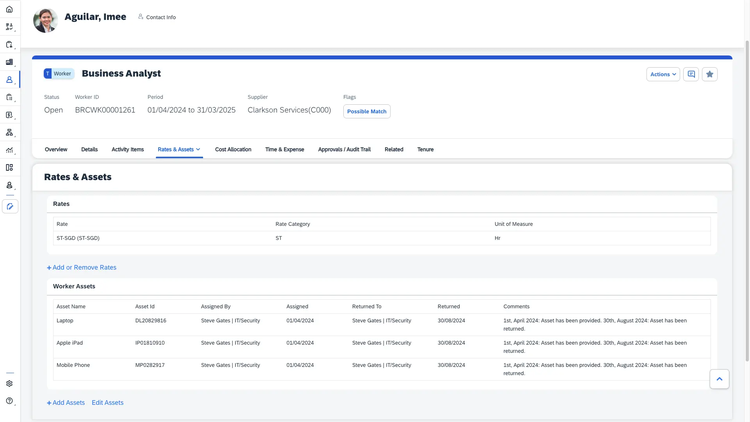 Aguilar, Imee
Contact Info
T Worker Business Analyst
Actions
Status Worker ID Period Supplier Flags
Open BRCWK00001261 01/04/2024 to 31/03/2025 Clarkson Services(C000) Possible Match
Overview Details Activity Items Rates & Assets Cost Allocation Time & Expense Approvals / Audit Trail Related Tenure
Rates & Assets
Rates
Rate Rate Category Unit of Measure
ST-SGD (ST-SGD) ST Hr
+ Add or Remove Rates
Worker Assets
Asset Name Asset Id Assigned By Assigned Returned To Returned Comments
Laptop DL20829816 Steve Gates | IT/Security 01/04/2024 Steve Gates | IT/Security 30/08/2024 1st, April 2024: Asset has been provided. 30th, August 2024: Asset has been
returned.
Apple iPad IP01810910 Steve Gates | IT/Security 01/04/2024 Steve Gates | IT/Security 30/08/2024 1st, April 2024: Asset has been provided. 30th, August 2024: Asset has been
returned.
Mobile Phone MP0282917 Steve Gates | IT/Security 01/04/2024 Steve Gates | IT/Security 30/08/2024 1st, April 2024: Asset has been provided. 30th, August 2024: Asset has been
returned.
+ Add Assets Edit Assets